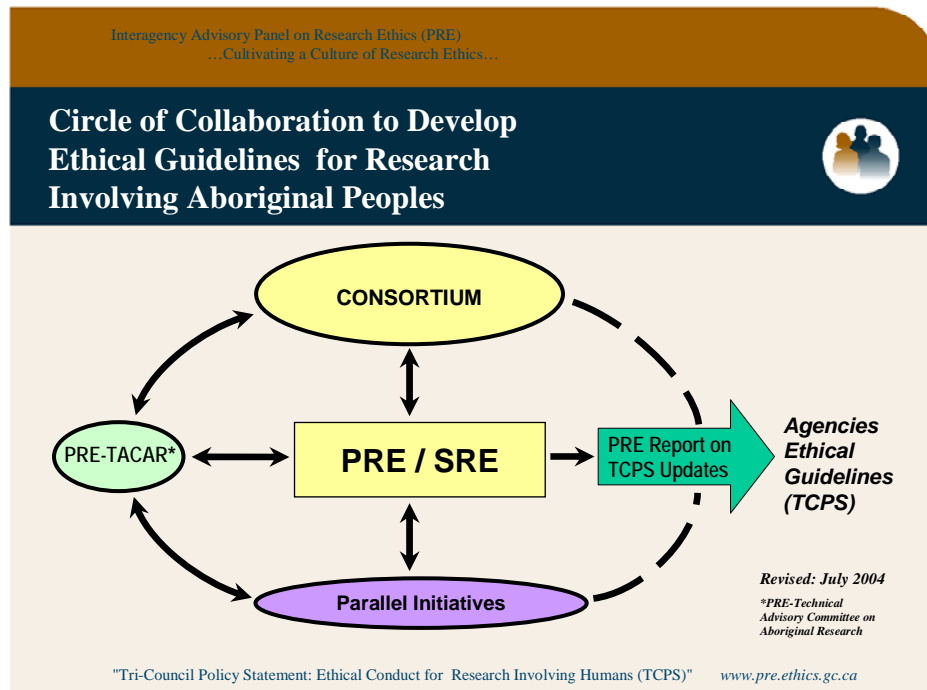 Interagency Advisory Panel on Research Ethics (PRE)
…Cultivating a Culture of Research Ethics…
Circle of Collaboration to Develop
Ethical Guidelines for Research
Involving Aboriginal Peoples
CONSORTIUM
PRE-TACAR*
PRE / SRE
PRE Report on
TCPS Updates
Agencies
Ethical
Guidelines
(TCPS)
Parallel Initiatives
Revised: July 2004
*PRE-Technical
Advisory Committee on
Aboriginal Research
"Tri-Council Policy Statement: Ethical Conduct for Research Involving Humans (TCPS)" www.pre.ethics.gc.ca